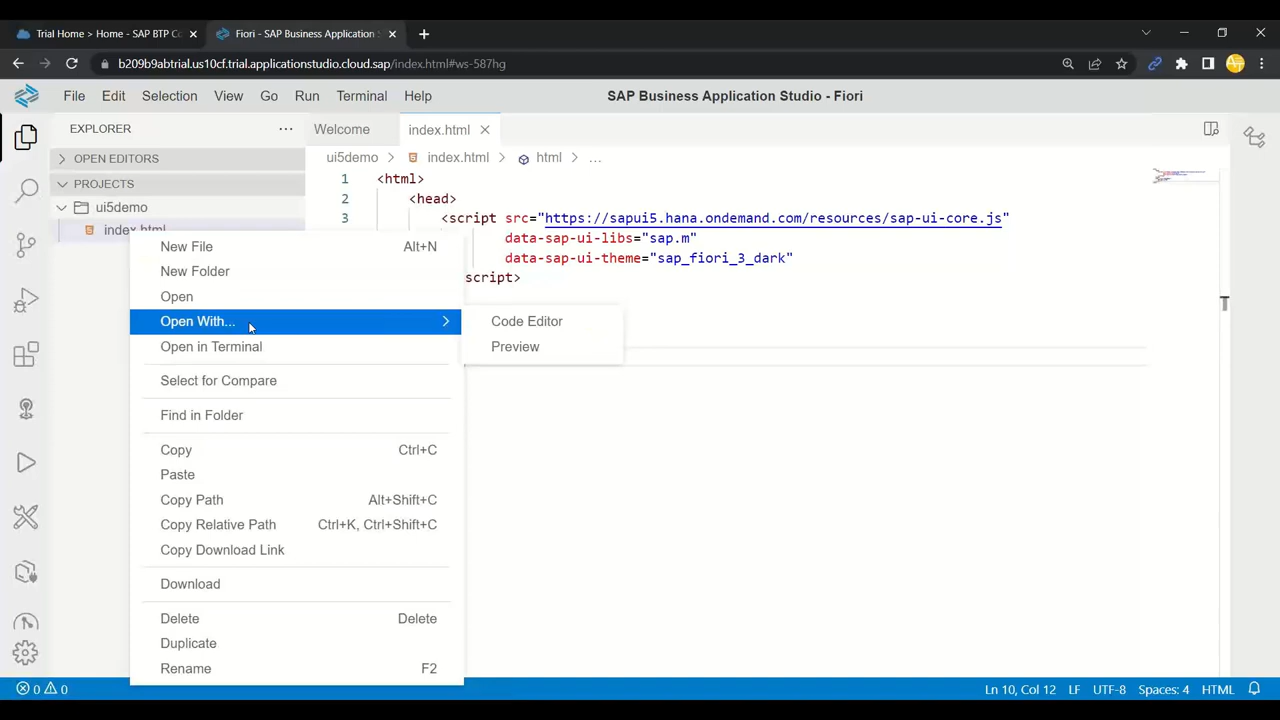 Trial Home > Home - SAP BTP Co
Fiori - SAP Business Application
b209b9abtrial.us10cf.trial.applicationstudio.cloud.sap/index.html#ws-587hg
File Edit Selection View Go Run Terminal Help
SAP Business Application Studio - Fiori
EXPLORER
Welcome
index.html
OPEN EDITORS
ui5demo > index.html > html > ...
PROJECTS
ui5demo
index.html
1 <html>
2 <head>
3 <script src="https://sapui5.hana.ondemand.com/resources/sap-ui-core.js"
data-sap-ui-libs="sap.m"
data-sap-ui-theme="sap_fiori_3_dark"
script>
New File Alt+N
New Folder
Open
Open With...
Code Editor
Preview
Open in Terminal
Select for Compare
Find in Folder
Copy Ctrl+C
Paste
Copy Path Alt+Shift+C
Copy Relative Path Ctrl+K, Ctrl+Shift+C
Copy Download Link
Download
Delete Delete
Duplicate
Rename F2
0 0
Ln 10, Col 12 LF UTF-8 Spaces: 4 HTML